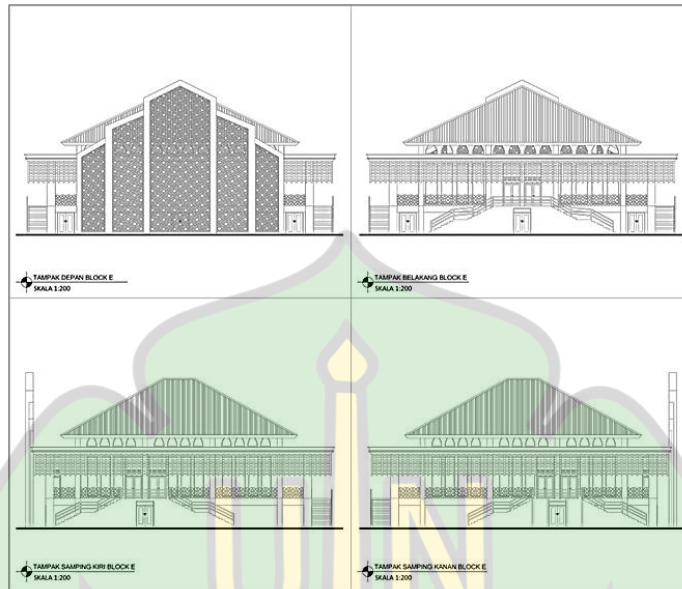 TAMPAK DEPAN BLOCK E
SKALA 1:200
TAMPAK BELAKANG BLOCK E
SKALA 1:200
TAMPAK SAMPING KIRI BLOCK E
SKALA 1:200
TAMPAK SAMPING KANAN BLOCK E
SKALA 1:200
UIN